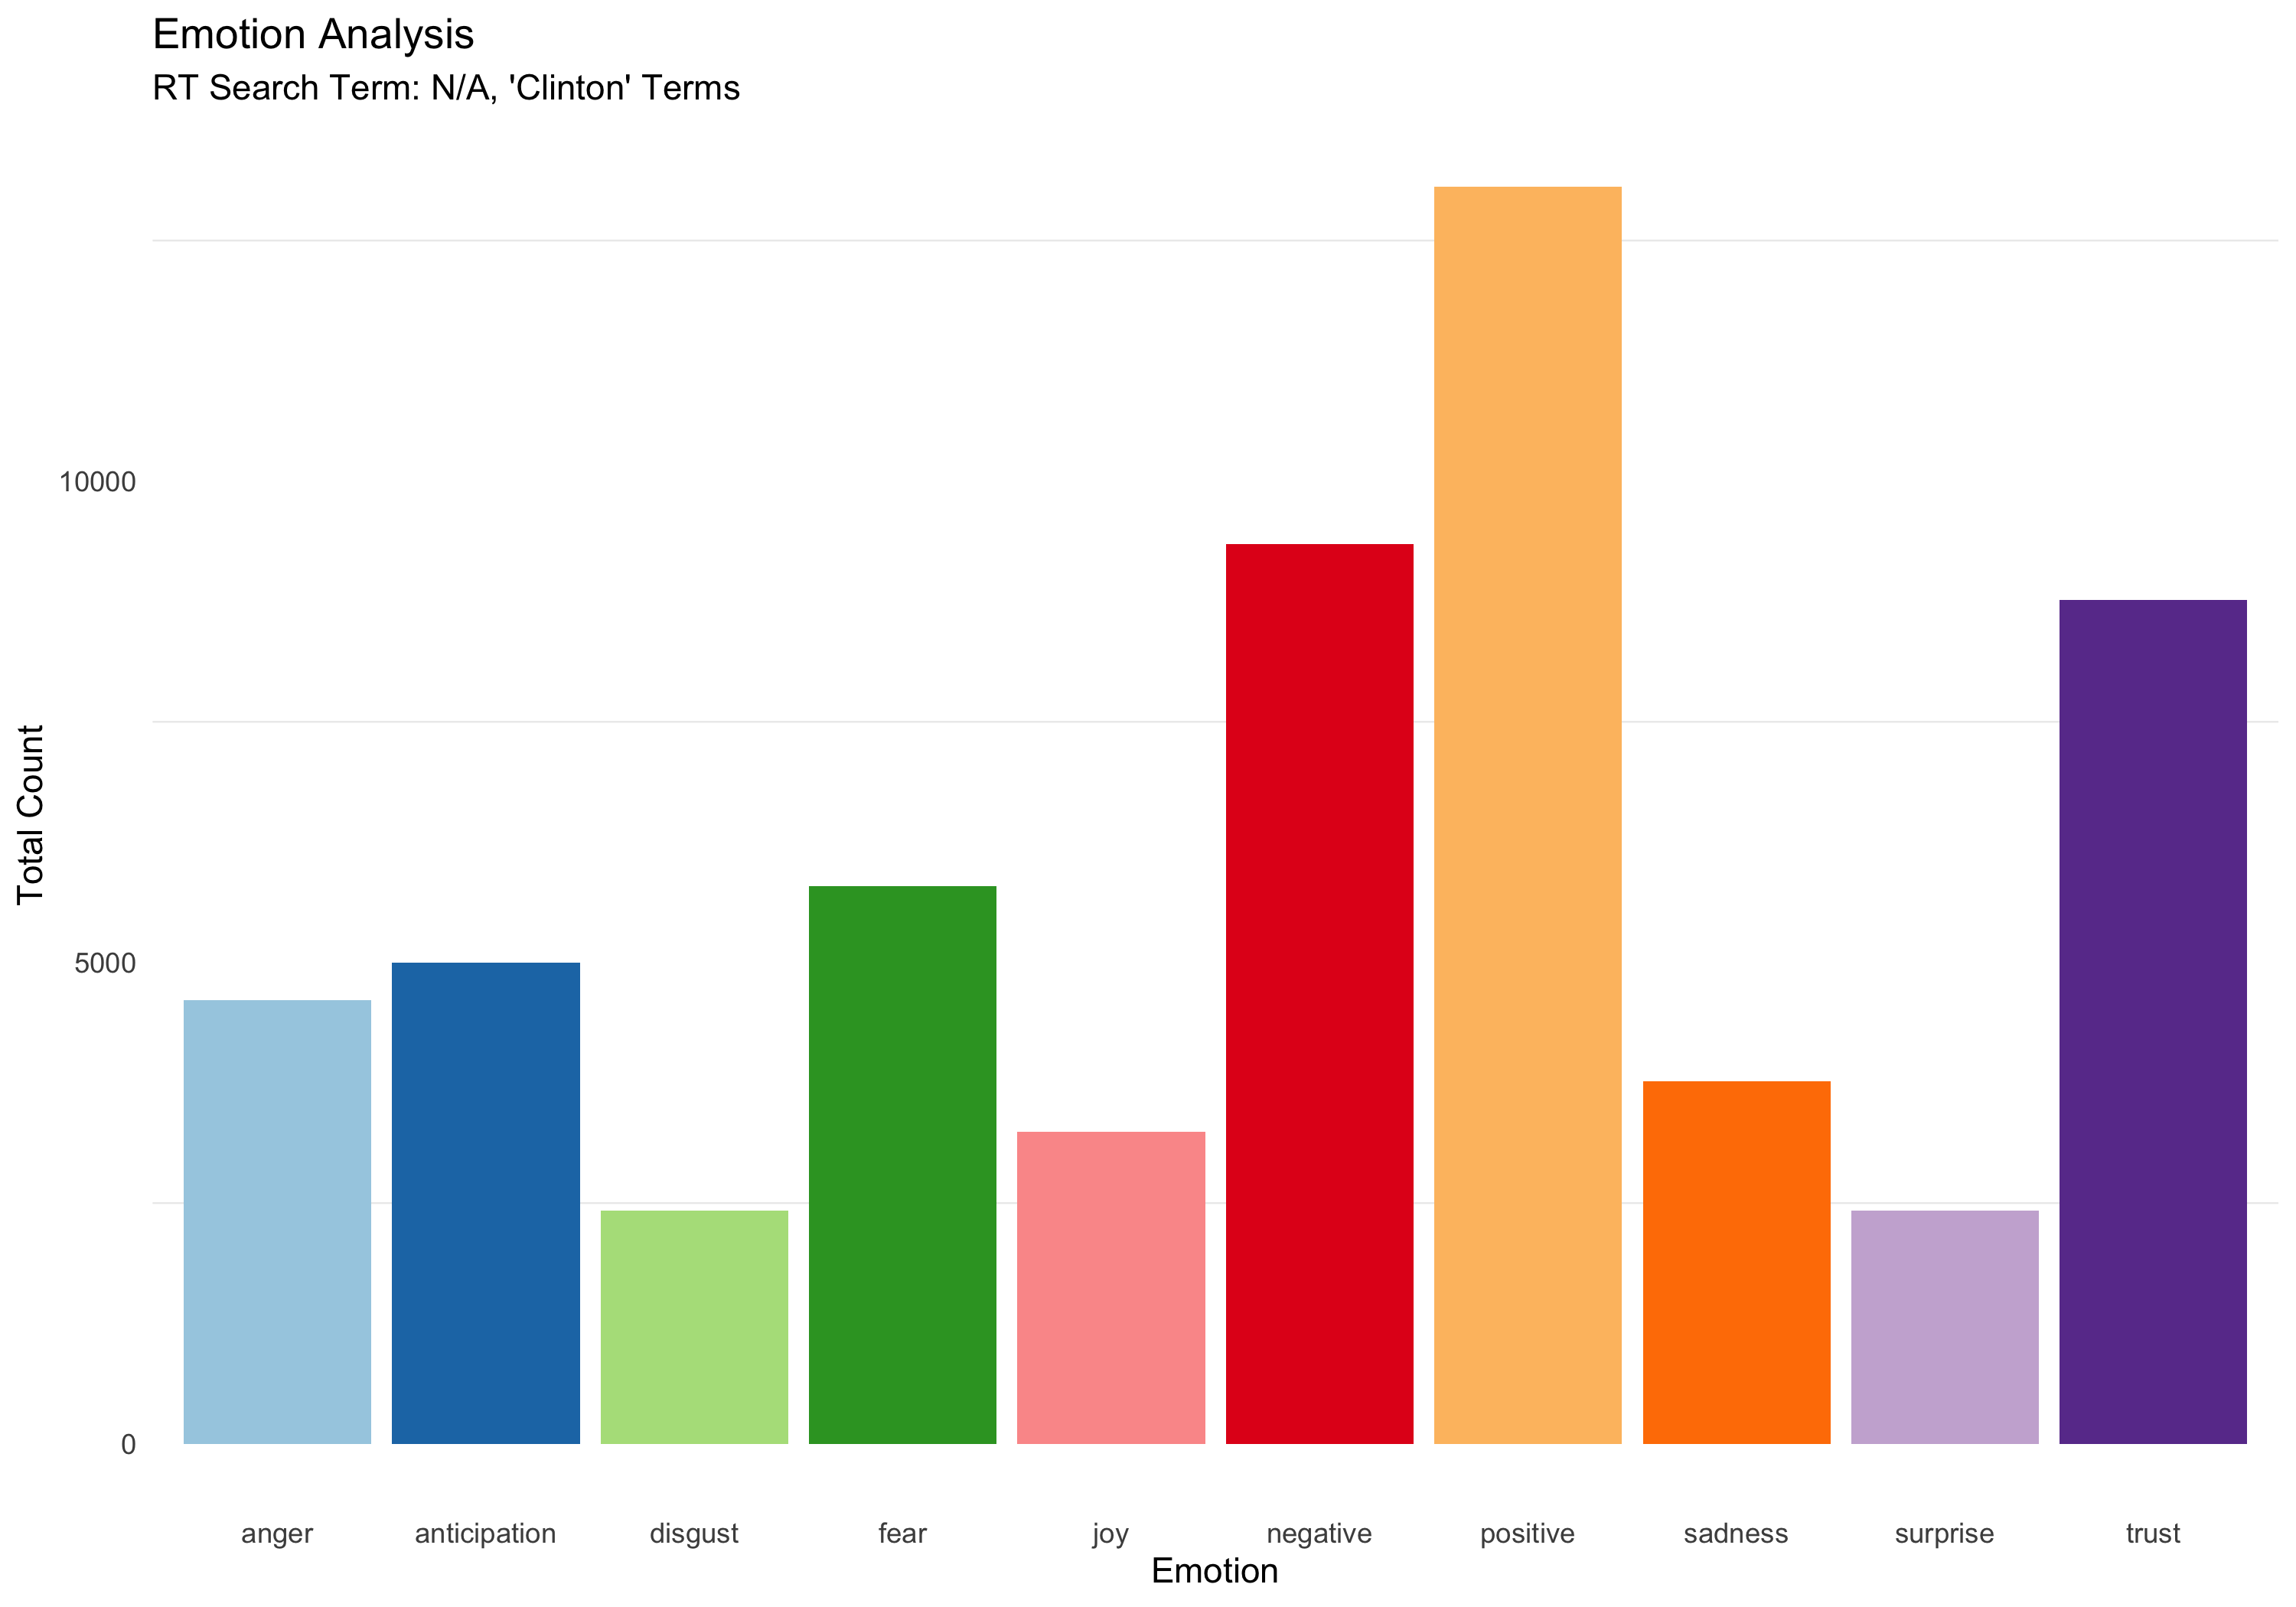 Emotion Analysis
RT Search Term: N/A, 'Clinton' Terms
Total Count
10000
5000
0
anger anticipation disgust fear joy negative positive sadness surprise trust
Emotion